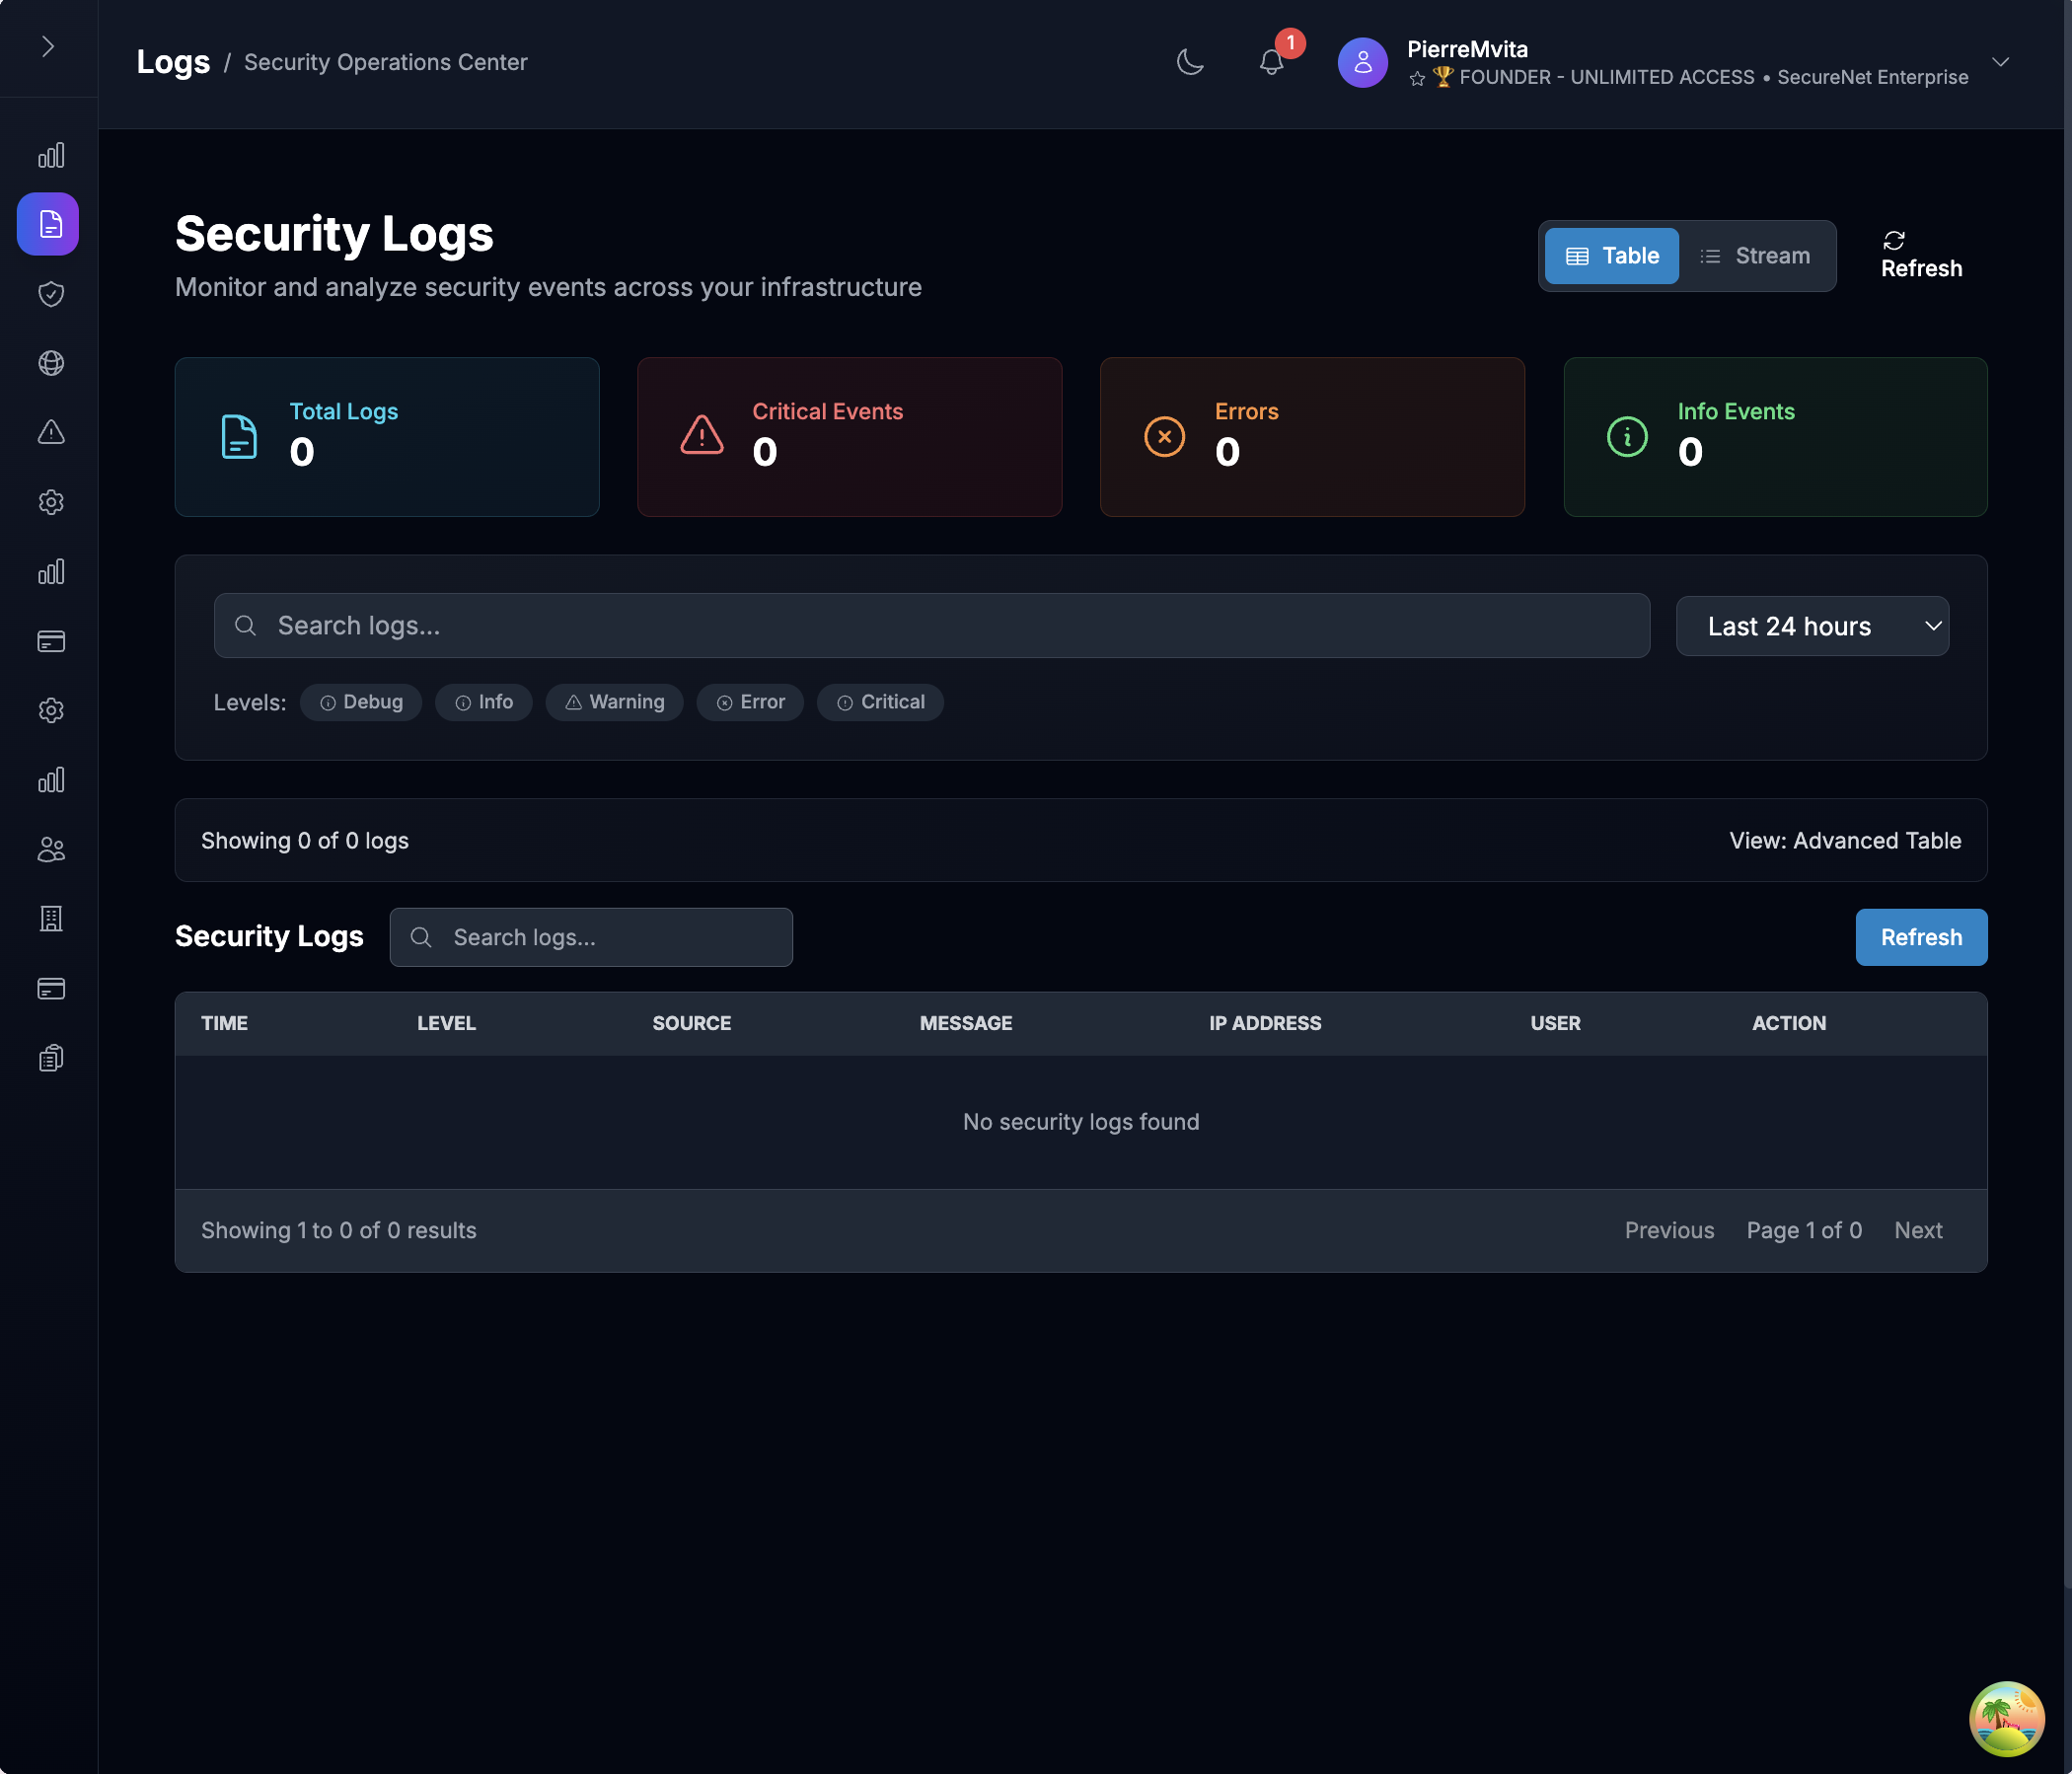 Logs / Security Operations Center
1
PierreMvita
☆ 🏆 FOUNDER - UNLIMITED ACCESS • SecureNet Enterprise
Security Logs
Monitor and analyze security events across your infrastructure
Table Stream
Refresh
Total Logs
0
Critical Events
0
Errors
0
Info Events
0
Search logs...
Last 24 hours
Levels: Debug Info Warning Error Critical
Showing 0 of 0 logs
View: Advanced Table
Security Logs
Search logs...
Refresh
TIME LEVEL SOURCE MESSAGE IP ADDRESS USER ACTION
No security logs found
Showing 1 to 0 of 0 results
Previous Page 1 of 0 Next